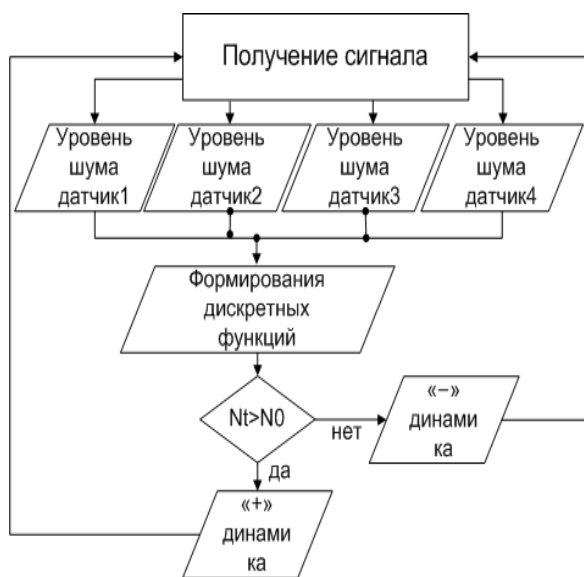 Получение сигнала
Уровень
шума
датчик1
Уровень
шума
датчик2
Уровень
шума
датчик3
Уровень
шума
датчик4
Формирования
дискретных
функций
Nt>N0
нет
да
«–»
динами
ка
«+»
динами
ка